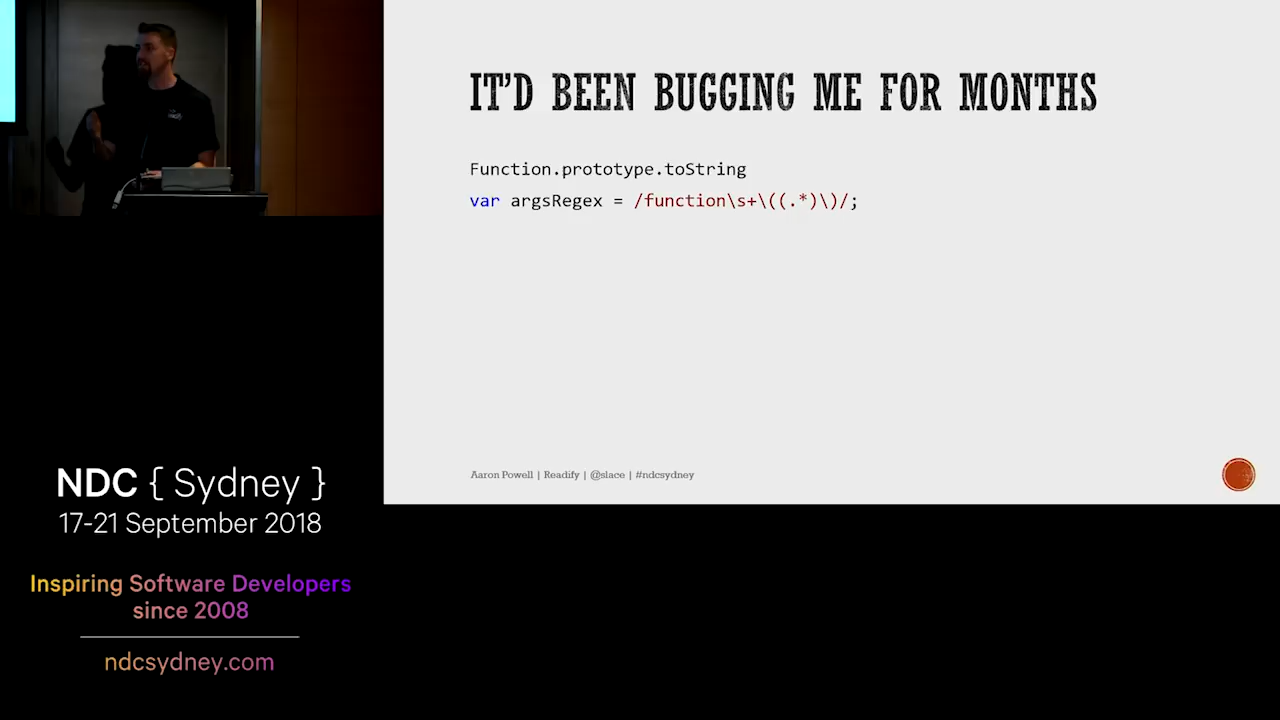 IT'D BEEN BUGGING ME FOR MONTHS
Function.prototype.toString
var argsRegex = /function\s+\((.*)\)/;
Aaron Powell | Readify | @slace | #ndcsydney
NDC { Sydney }
17-21 September 2018
Inspiring Software Developers
since 2008
ndcsydney.com